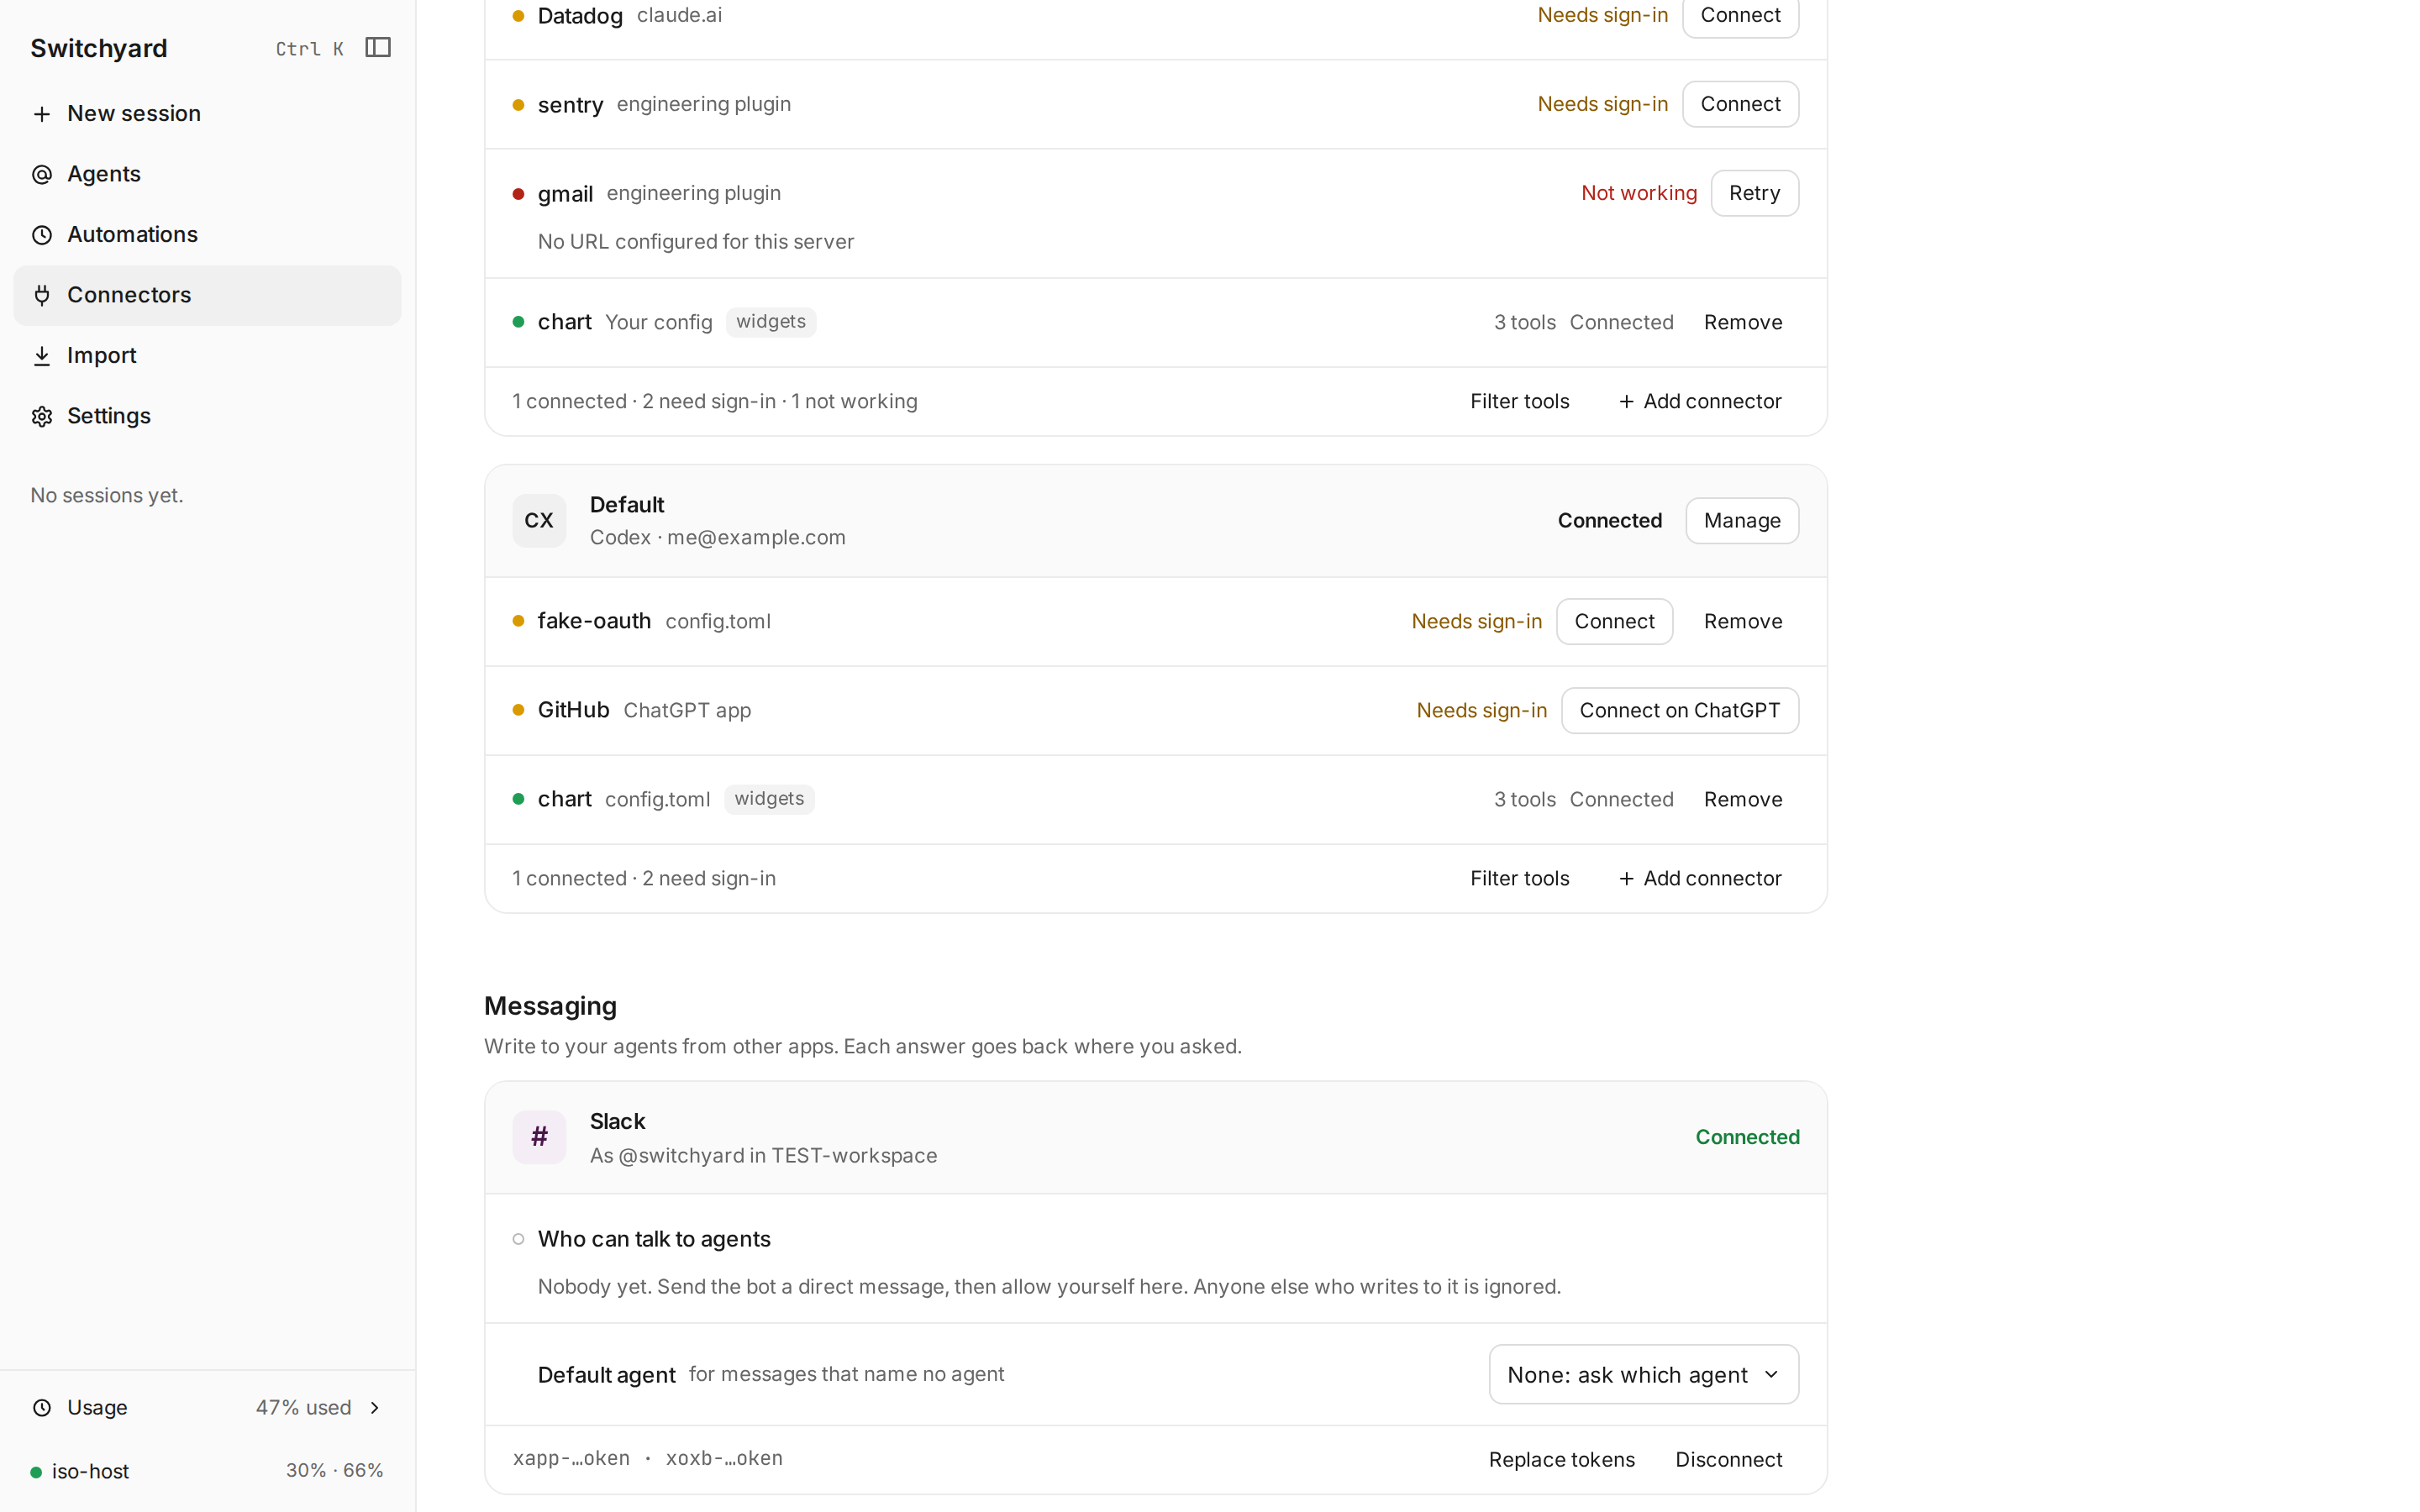 Switchyard Ctrl K
New session
Agents
Automations
Connectors
Import
Settings
No sessions yet.
Usage 47% used
iso-host 30% · 66%
Datadog claude.ai Needs sign-in Connect
sentry engineering plugin Needs sign-in Connect
gmail engineering plugin Not working Retry
No URL configured for this server
chart Your config widgets 3 tools Connected Remove
1 connected · 2 need sign-in · 1 not working Filter tools + Add connector
CX Default Connected Manage
Codex · me@example.com
fake-oauth config.toml Needs sign-in Connect Remove
GitHub ChatGPT app Needs sign-in Connect on ChatGPT
chart config.toml widgets 3 tools Connected Remove
1 connected · 2 need sign-in Filter tools + Add connector
Messaging
Write to your agents from other apps. Each answer goes back where you asked.
# Slack Connected
As @switchyard in TEST-workspace
Who can talk to agents
Nobody yet. Send the bot a direct message, then allow yourself here. Anyone else who writes to it is ignored.
Default agent for messages that name no agent None: ask which agent
xapp-…oken · xoxb-…oken Replace tokens Disconnect